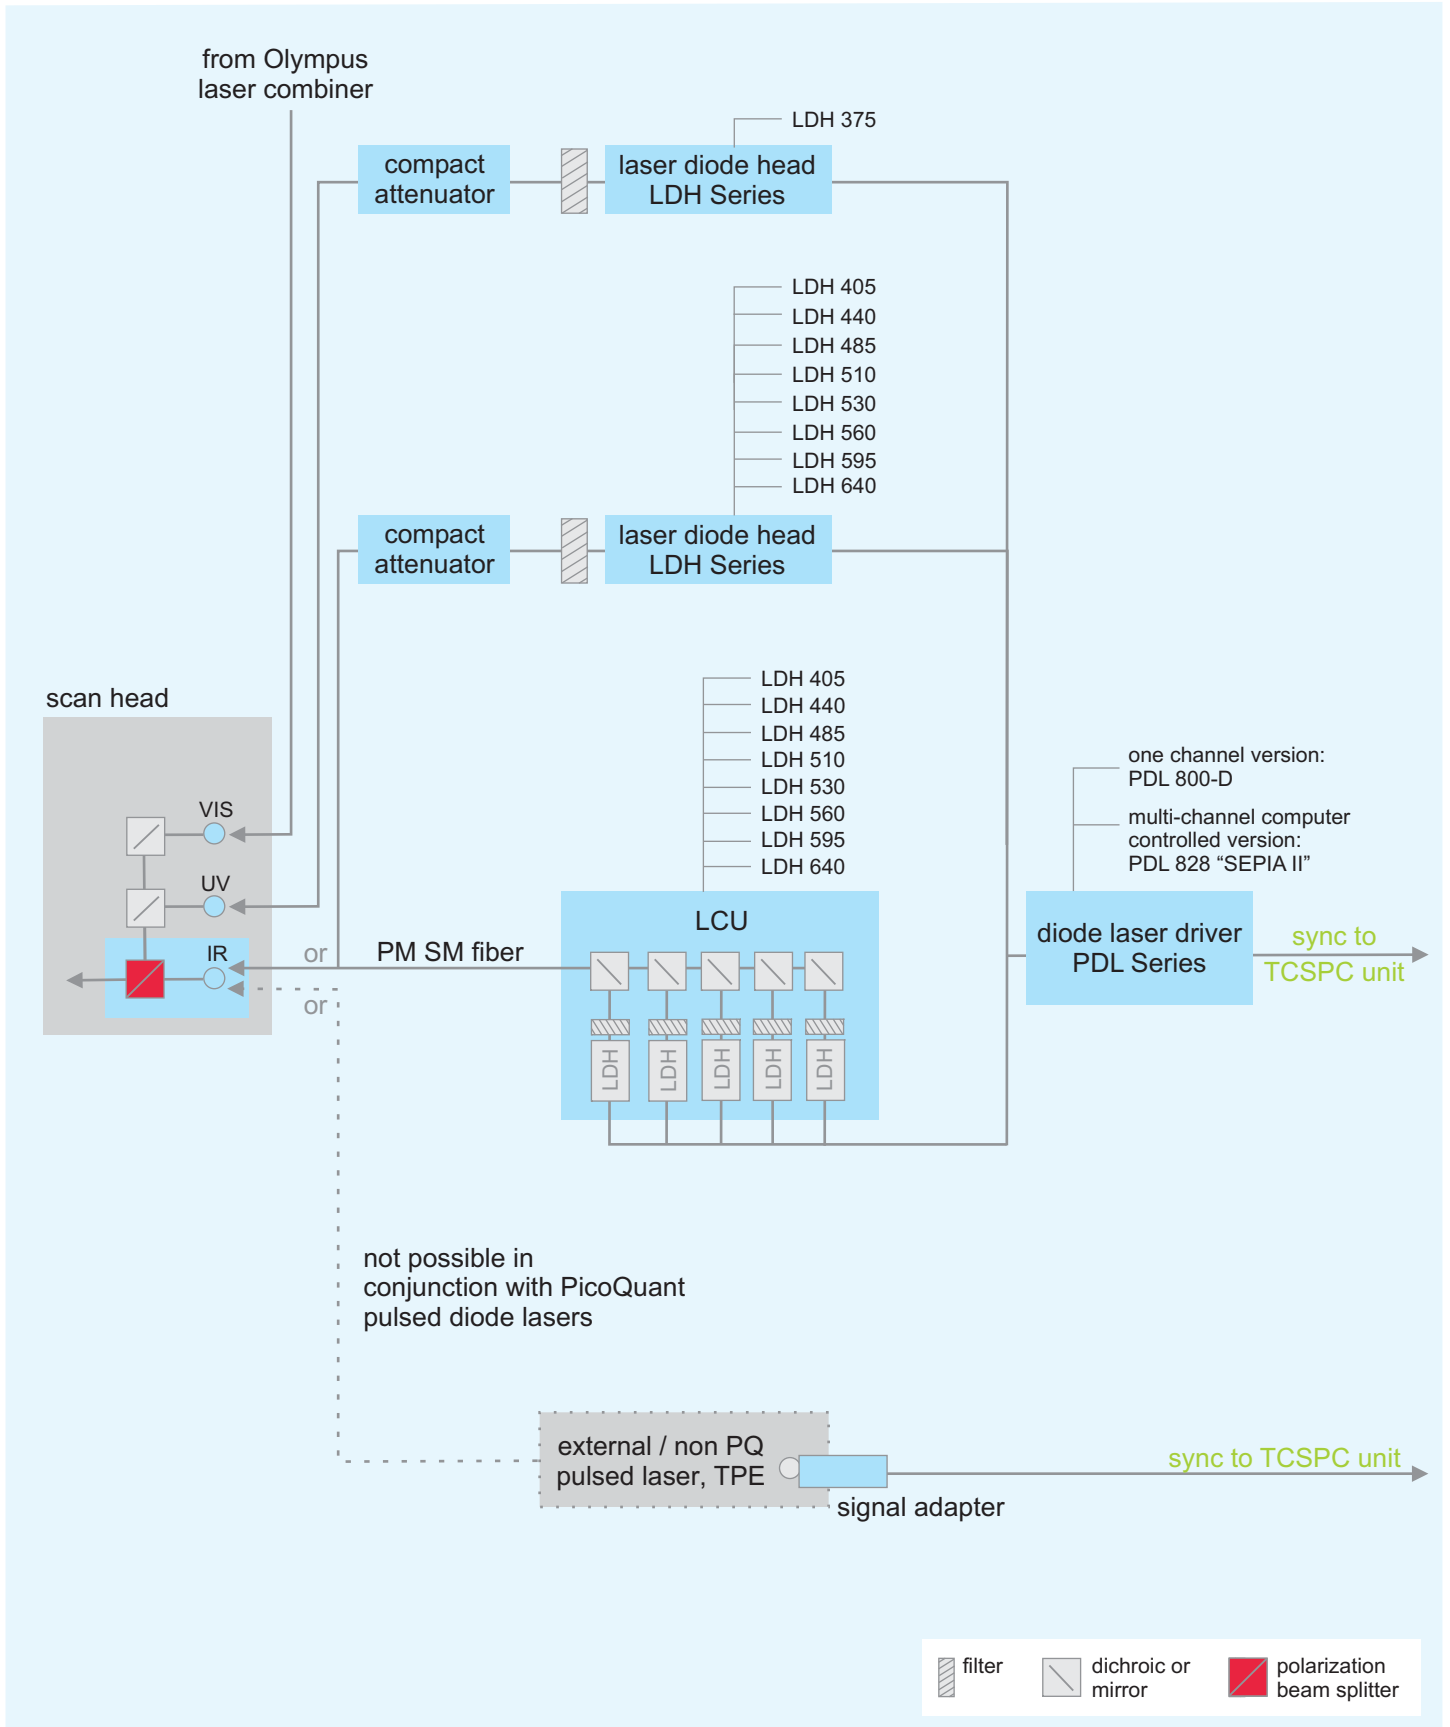 from Olympus
laser combiner
LDH 375
compact
attenuator
laser diode head
LDH Series
LDH 405
LDH 440
LDH 485
LDH 510
LDH 530
LDH 560
LDH 595
LDH 640
compact
attenuator
laser diode head
LDH Series
LDH 405
LDH 440
LDH 485
LDH 510
LDH 530
LDH 560
LDH 595
LDH 640
scan head
VIS
UV
IR
or
or
PM SM fiber
LCU
LDH
LDH
LDH
LDH
LDH
one channel version:
PDL 800-D
multi-channel computer
controlled version:
PDL 828 “SEPIA II”
diode laser driver
PDL Series
sync to
TCSPC unit
not possible in
conjunction with PicoQuant
pulsed diode lasers
external / non PQ
pulsed laser, TPE
signal adapter
sync to TCSPC unit
filter
dichroic or
mirror
polarization
beam splitter